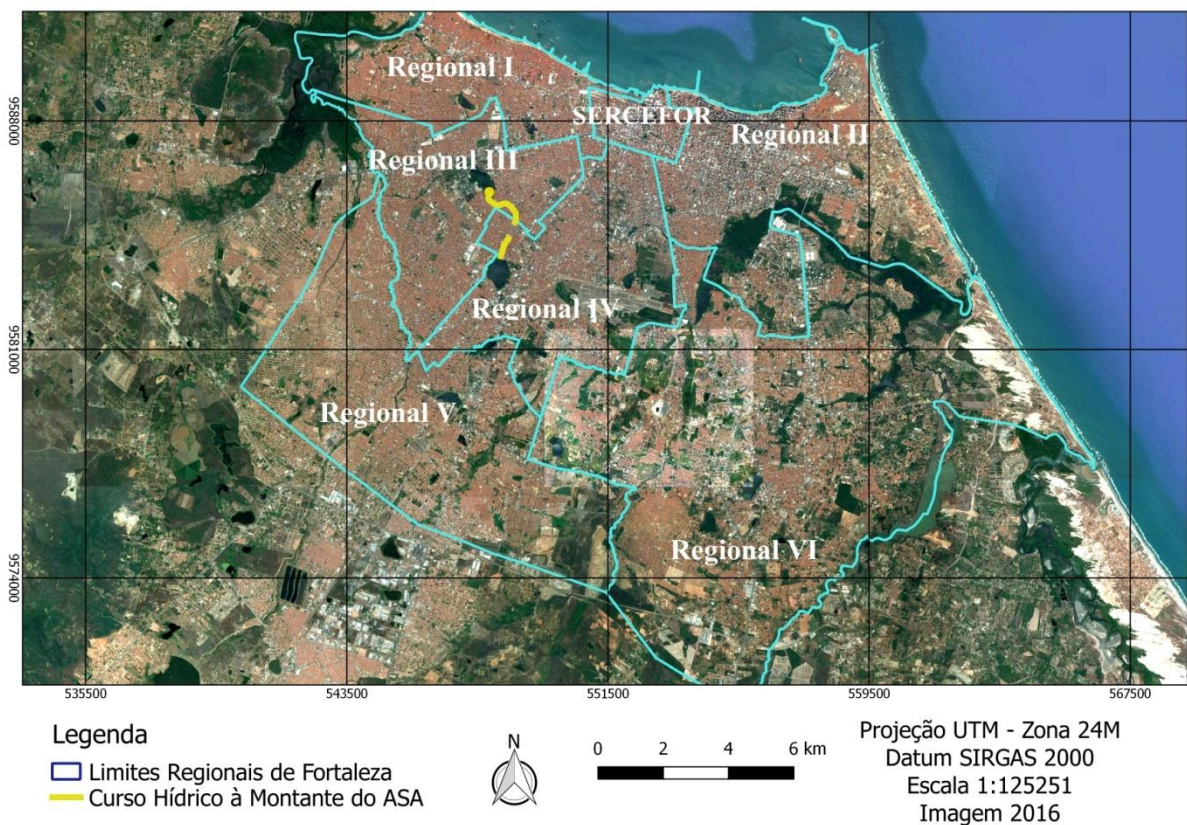 Regional I
SERCEFOR
Regional II
Regional III
Regional IV
Regional V
Regional VI
9588000
9581000
9574000
535500
543500
551500
559500
567500
Legenda
Limites Regionais de Fortaleza
Curso Hídrico à Montante do ASA
N
0 2 4 6 km
Projeção UTM - Zona 24M
Datum SIRGAS 2000
Escala 1:125251
Imagem 2016